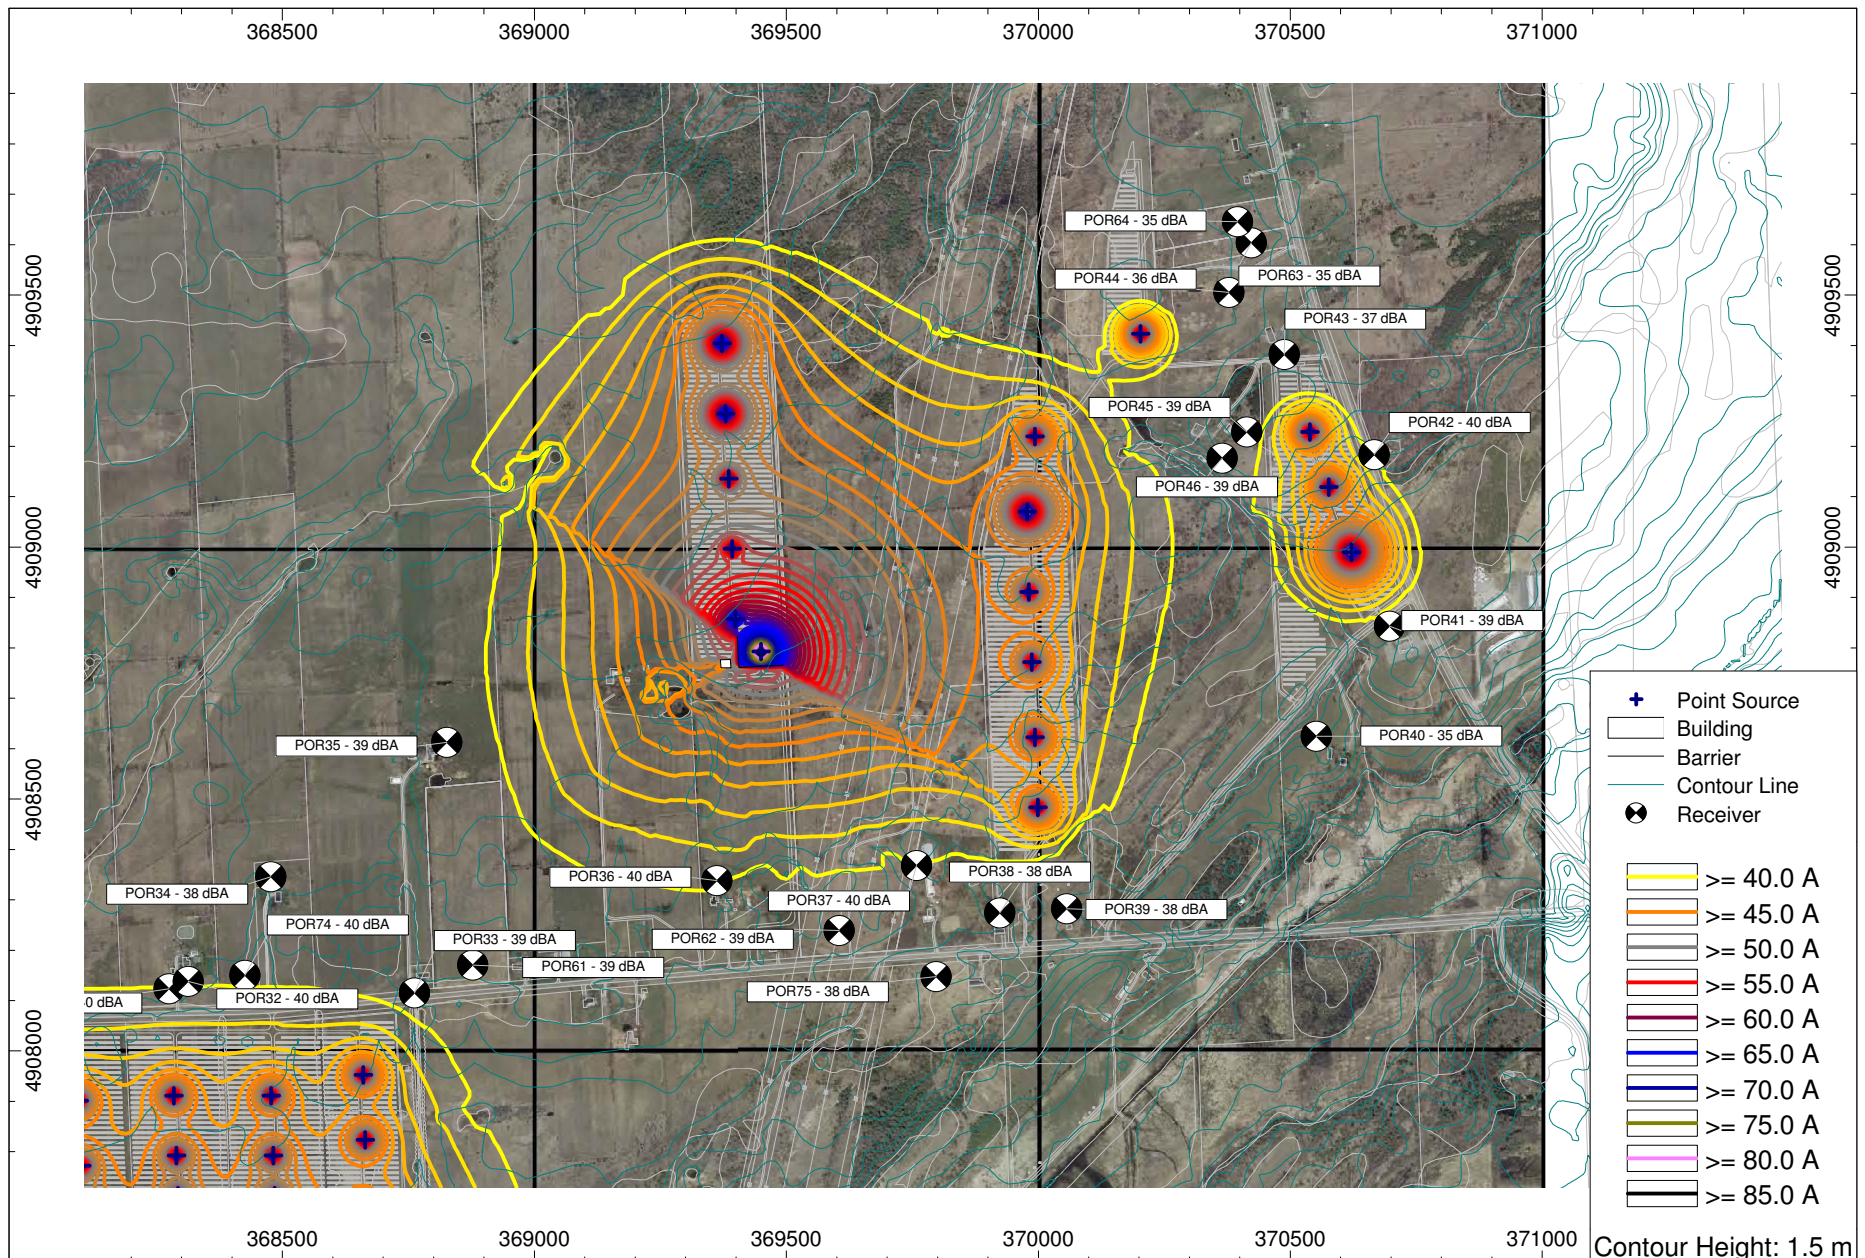 368500 369000 369500 370000 370500 371000
4909500
4909500
POR64 - 35 dBA
POR44 - 36 dBA
POR63 - 35 dBA
POR43 - 37 dBA
POR45 - 39 dBA
POR42 - 40 dBA
POR46 - 39 dBA
4909000
4909000
POR41 - 39 dBA
POR35 - 39 dBA
POR40 - 35 dBA
4908500
POR36 - 40 dBA
POR38 - 38 dBA
POR34 - 38 dBA
POR37 - 40 dBA
POR39 - 38 dBA
POR74 - 40 dBA
POR33 - 39 dBA
POR62 - 39 dBA
POR61 - 39 dBA
POR75 - 38 dBA
0 dBA
POR32 - 40 dBA
4908000
Point Source
Building
Barrier
Contour Line
Receiver
>= 40.0 A
>= 45.0 A
>= 50.0 A
>= 55.0 A
>= 60.0 A
>= 65.0 A
>= 70.0 A
>= 75.0 A
>= 80.0 A
>= 85.0 A
368500 369000 369500 370000 370500 371000
Contour Height: 1.5 m